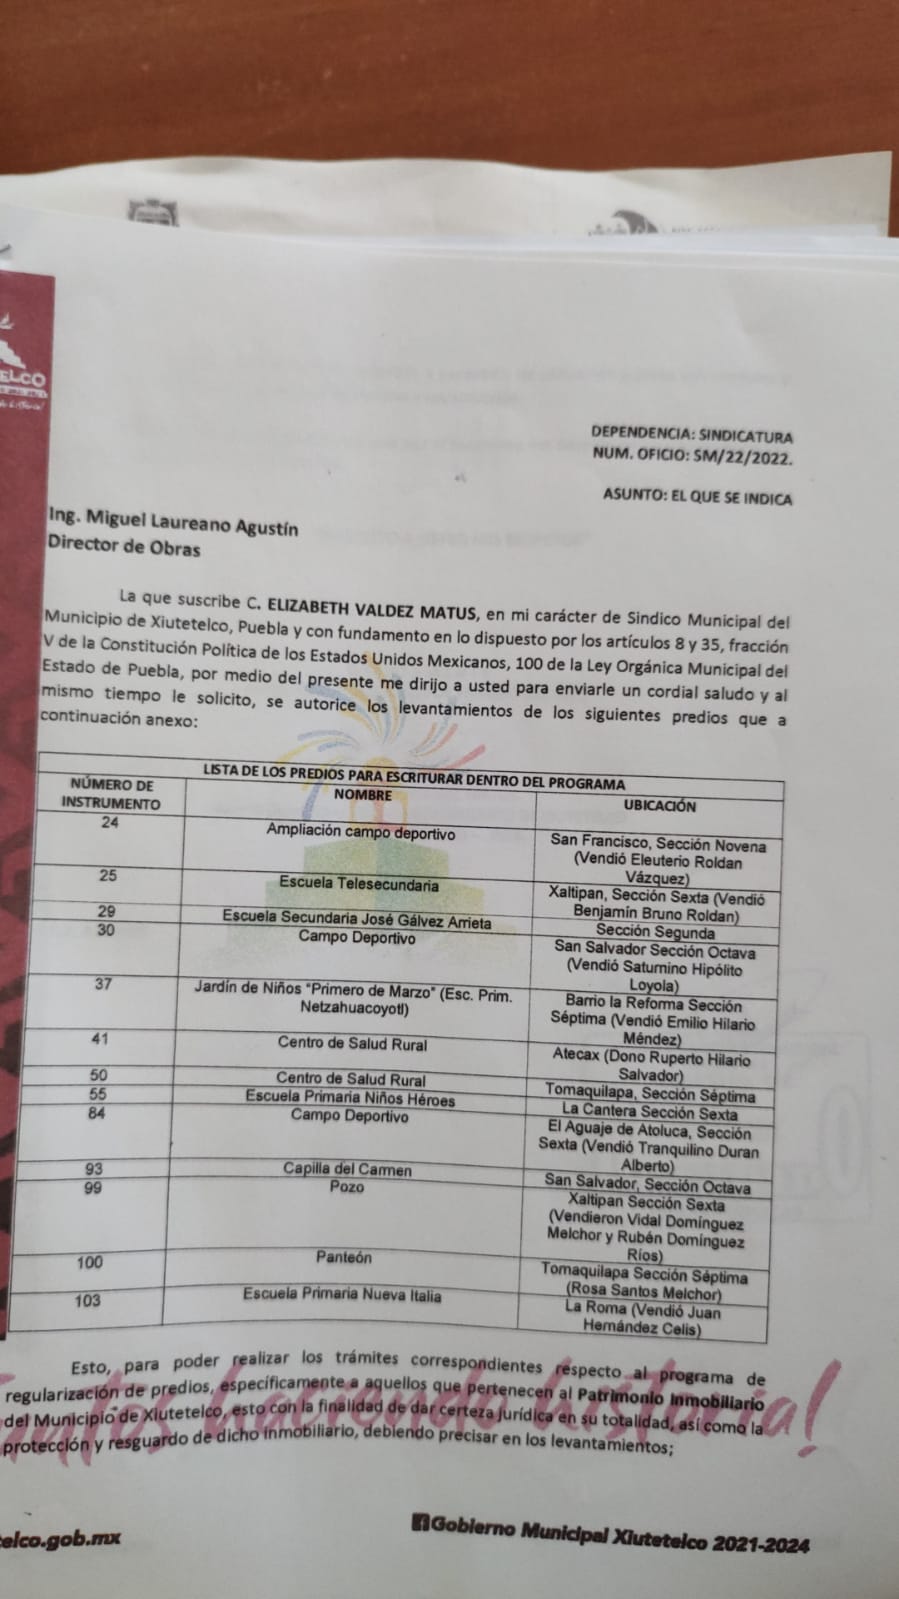 ELCO
DEPENDENCIA: SINDICATURA
NUM. OFICIO: SM/22/2022.
ASUNTO: EL QUE SE INDICA
Ing. Miguel Laureano Agustín
Director de Obras
La que suscribe C. ELIZABETH VALDEZ MATUS, en mi carácter de Sindico Municipal del
Municipio de Xiutetelco, Puebla y con fundamento en lo dispuesto por los artículos 8 y 35, fracción
V de la Constitución Política de los Estados Unidos Mexicanos, 100 de la Ley Orgánica Municipal del
Estado de Puebla, por medio del presente me dirijo a usted para enviarle un cordial saludo y al
mismo tiempo le solicito, se autorice los levantamientos de los siguientes predios que a
continuación anexo:
LISTA DE LOS PREDIOS PARA ESCRITURAR DENTRO DEL PROGRAMA
NÚMERO DE
INSTRUMENTO
NOMBRE
UBICACIÓN
24
Ampliación campo deportivo
San Francisco, Sección Novena
(Vendió Eleuterio Roldan
Vázquez)
25
Escuela Telesecundaria
Xaltipan, Sección Sexta (Vendió
Benjamín Bruno Roldan)
29
Escuela Secundaria José Gálvez Arrieta
Sección Segunda
30
Campo Deportivo
San Salvador Sección Octava
(Vendió Saturnino Hipólito
Loyola)
37
Jardín de Niños "Primero de Marzo" (Esc. Prim.
Netzahuacoyotl)
Barrio la Reforma Sección
Séptima (Vendió Emilio Hilario
Méndez)
41
Centro de Salud Rural
Atecax (Dono Ruperto Hilario
Salvador)
50
Centro de Salud Rural
Tomaquilapa, Sección Séptima
55
Escuela Primaria Niños Héroes
La Cantera Sección Sexta
84
Campo Deportivo
El Aguaje de Atoluca, Sección
Sexta (Vendió Tranquilino Duran
Alberto)
93
Capilla del Carmen
San Salvador, Sección Octava
99
Pozo
Xaltipan Sección Sexta
(Vendieron Vidal Domínguez
Melchor y Rubén Domínguez
Ríos)
100
Panteón
Tomaquilapa Sección Séptima
(Rosa Santos Melchor)
103
Escuela Primaria Nueva Italia
La Roma (Vendió Juan
Hernández Celis)
Esto, para poder realizar los trámites correspondientes respecto al programa de
regularización de predios, específicamente a aquellos que pertenecen al Patrimonio Inmobiliario
del Municipio de Xiutetelco, esto con la finalidad de dar certeza jurídica en su totalidad, así como la
protección y resguardo de dicho inmobiliario, debiendo precisar en los levantamientos;
telco.gob.mx
Gobierno Municipal Xiutetelco 2021-2024